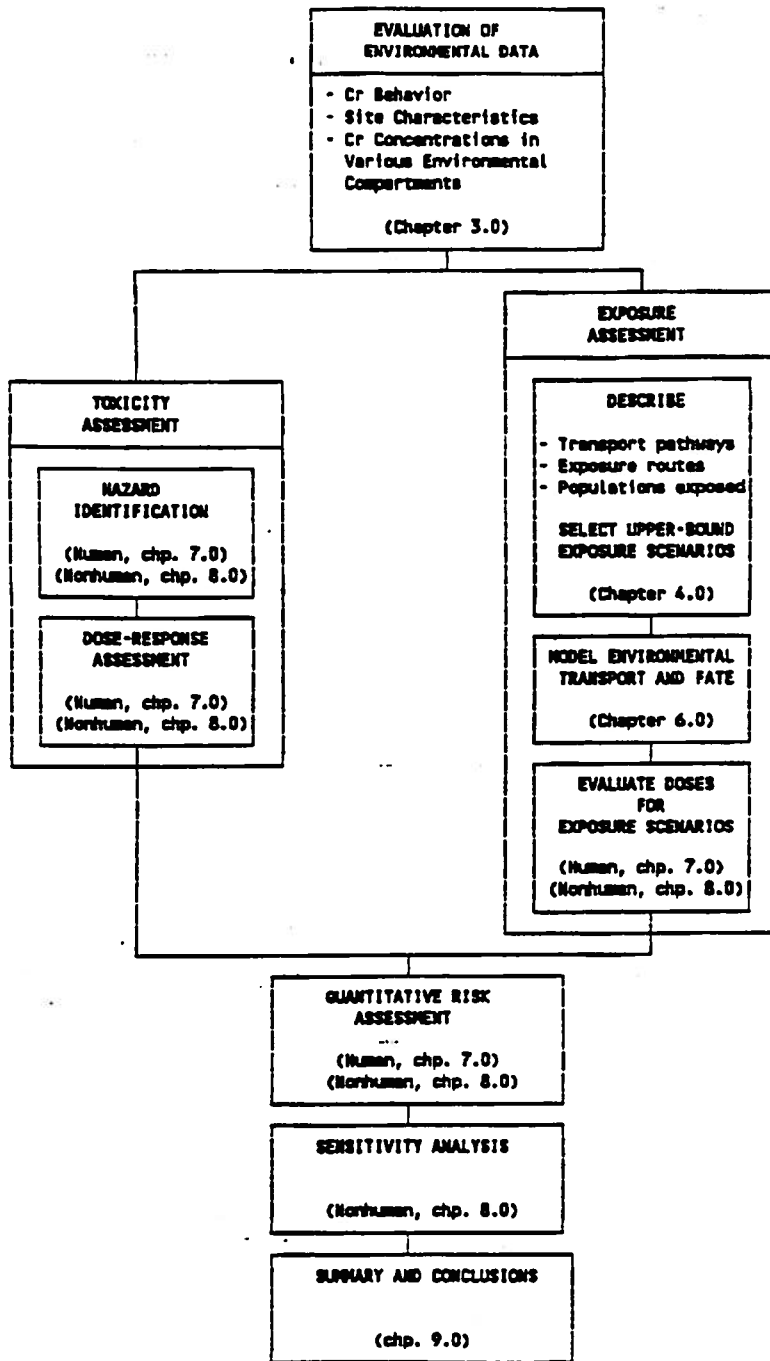 EVALUATION OF
ENVIRONMENTAL DATA
- Cr Behavior
- Site Characteristics
- Cr Concentrations in
Various Environmental
Compartments
(Chapter 3.0)
TOXICITY
ASSESSMENT
HAZARD
IDENTIFICATION
(Human, chp. 7.0)
(Nonhuman, chp. 8.0)
DOSE-RESPONSE
ASSESSMENT
(Human, chp. 7.0)
(Nonhuman, chp. 8.0)
EXPOSURE
ASSESSMENT
DESCRIBE
- Transport pathways
- Exposure routes
- Populations exposed
SELECT UPPER-BOUND
EXPOSURE SCENARIOS
(Chapter 4.0)
MODEL ENVIRONMENTAL
TRANSPORT AND FATE
(Chapter 6.0)
EVALUATE DOSES
FOR
EXPOSURE SCENARIOS
(Human, chp. 7.0)
(Nonhuman, chp. 8.0)
QUANTITATIVE RISK
ASSESSMENT
(Human, chp. 7.0)
(Nonhuman, chp. 8.0)
SENSITIVITY ANALYSIS
(Nonhuman, chp. 8.0)
SUMMARY AND CONCLUSIONS
(chp. 9.0)